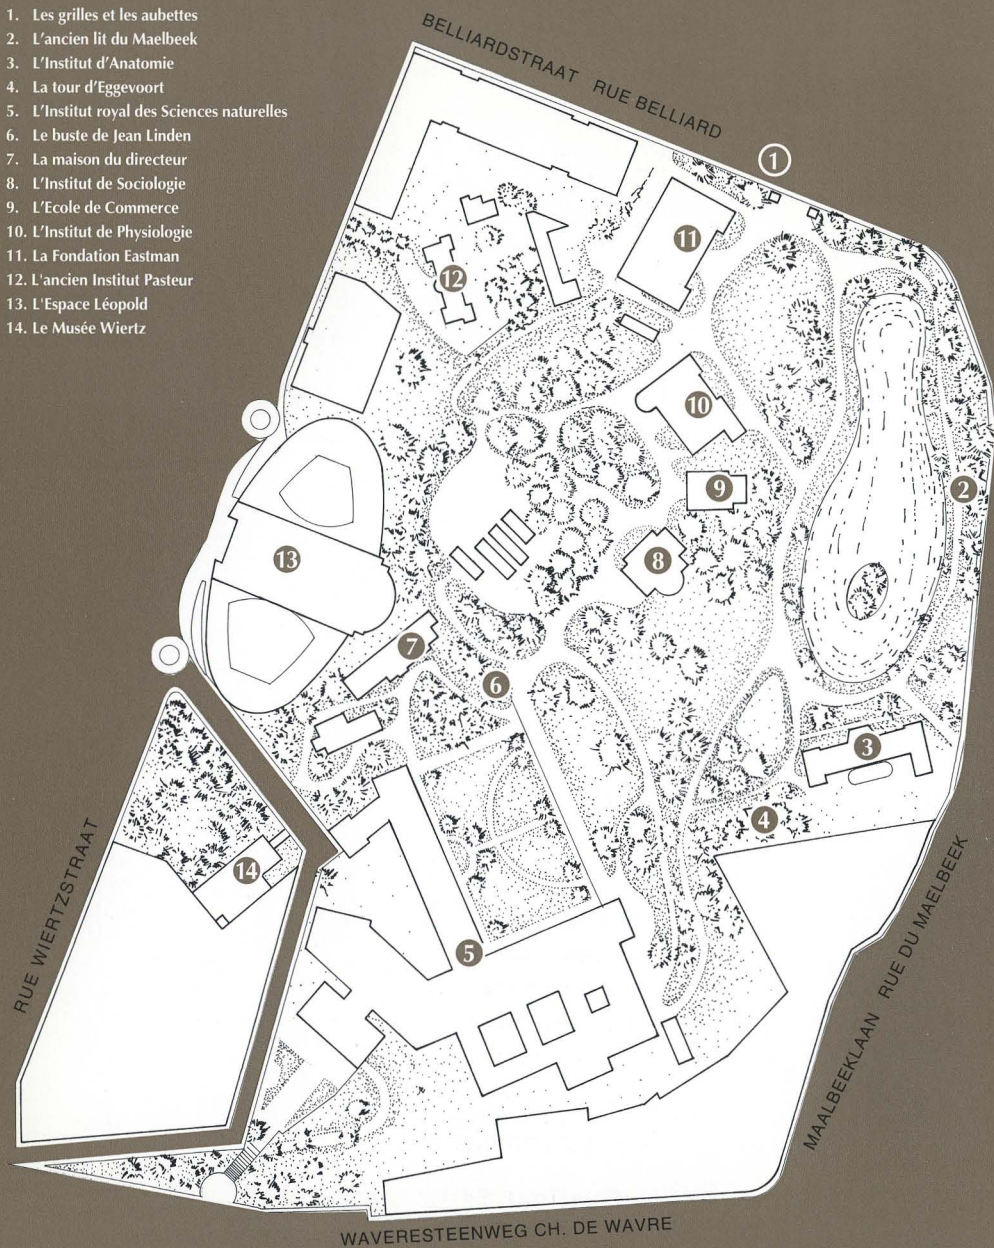 1. Les grilles et les aubettes
2. L'ancien lit du Maelbeek
3. L'Institut d'Anatomie
4. La tour d'Eggevoort
5. L'Institut royal des Sciences naturelles
6. Le buste de Jean Linden
7. La maison du directeur
8. L'Institut de Sociologie
9. L'Ecole de Commerce
10. L'Institut de Physiologie
11. La Fondation Eastman
12. L'ancien Institut Pasteur
13. L'Espace Léopold
14. Le Musée Wiertz
BELLIARDSTRAAT RUE BELLIARD
1
11
12
10
9
2
8
13
7
6
3
4
14
5
RUE WIERTZSTRAAT
MAALBEEKLAAN RUE DU MAELBEEK
WAVERESTEENWEG CH. DE WAVRE